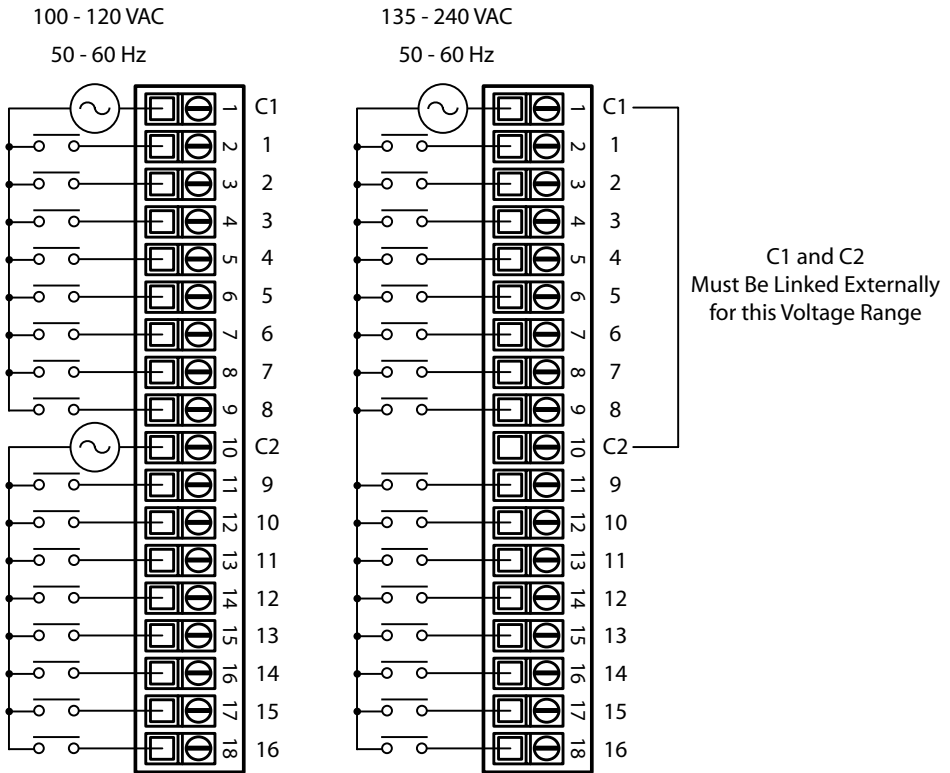 100 - 120 VAC
50 - 60 Hz
1 C1
2 1
3 2
4 3
5 4
6 5
7 6
8 7
9 8
10 C2
11 9
12 10
13 11
14 12
15 13
16 14
17 15
18 16
135 - 240 VAC
50 - 60 Hz
1 C1
2 1
3 2
4 3
5 4
6 5
7 6
8 7
9 8
10 C2
11 9
12 10
13 11
14 12
15 13
16 14
17 15
18 16
C1 and C2
Must Be Linked Externally
for this Voltage Range